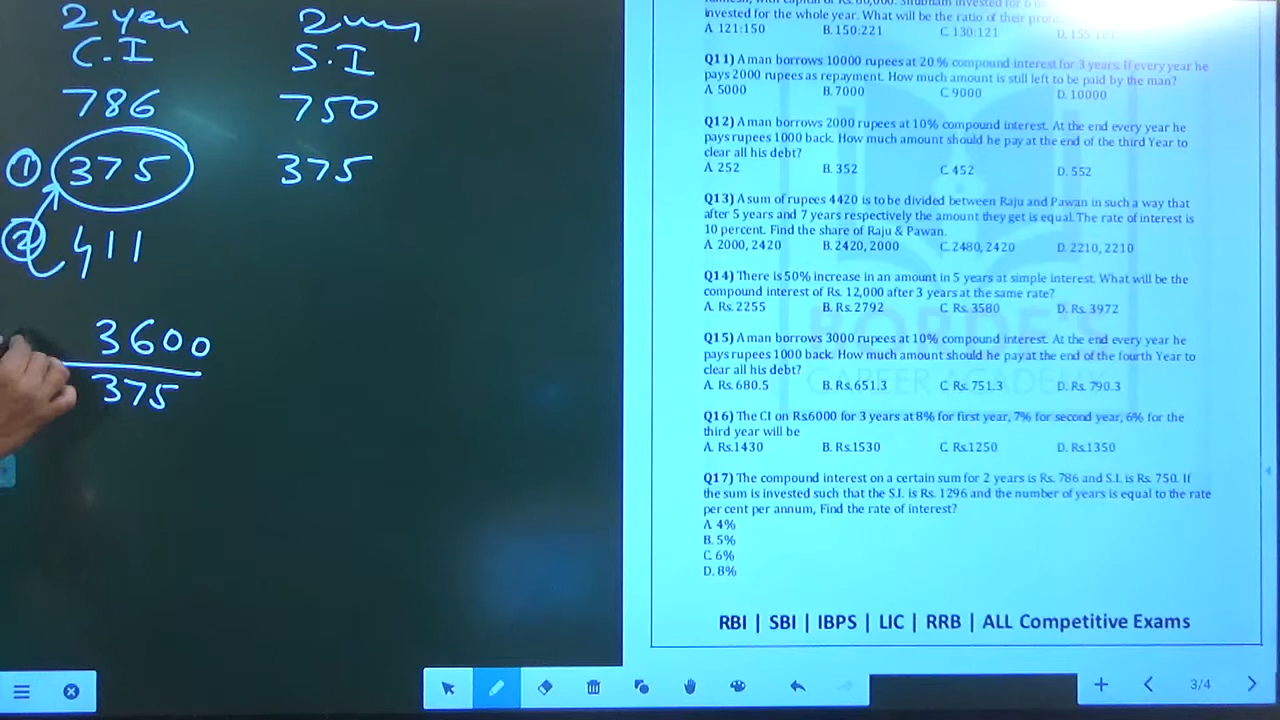 2 year 2 years
C.I S.I
786 750
① 375 375
② 411
3600
375
invested for the whole year. What will be the ratio of their profit
A. 121:150 B. 150:221 C. 130:121 D. 155:181
Q11) A man borrows 10000 rupees at 20 % compound interest for 3 years. If every year he
pays 2000 rupees as repayment. How much amount is still left to be paid by the man?
A. 5000 B. 7000 C. 9000 D. 10000
Q12) A man borrows 2000 rupees at 10% compound interest. At the end every year he
pays rupees 1000 back. How much amount should he pay at the end of the third Year to
clear all his debt?
A. 252 B. 352 C. 452 D. 552
Q13) A sum of rupees 4420 is to be divided between Raju and Pawan in such a way that
after 5 years and 7 years respectively the amount they get is equal. The rate of interest is
10 percent. Find the share of Raju & Pawan.
A. 2000, 2420 B. 2420, 2000 C. 2480, 2420 D. 2210, 2210
Q14) There is 50% increase in an amount in 5 years at simple interest. What will be the
compound interest of Rs. 12,000 after 3 years at the same rate?
A. Rs. 2255 B. Rs. 2792 C. Rs. 3580 D. Rs. 3972
Q15) A man borrows 3000 rupees at 10% compound interest. At the end every year he
pays rupees 1000 back. How much amount should he pay at the end of the fourth Year to
clear all his debt?
A. Rs. 680.5 B. Rs. 651.3 C. Rs. 751.3 D. Rs. 790.3
CAREER ACADEMY
Q16) The CI on Rs.6000 for 3 years at 8% for first year, 7% for second year, 6% for the
third year will be
A. Rs.1430 B. Rs.1530 C. Rs.1250 D. Rs.1350
Q17) The compound interest on a certain sum for 2 years is Rs. 786 and S.I. is Rs. 750. If
the sum is invested such that the S.I. is Rs. 1296 and the number of years is equal to the rate
per cent per annum, Find the rate of interest?
A. 4%
B. 5%
C. 6%
D. 8%
RBI | SBI | IBPS | LIC | RRB | ALL Competitive Exams
3/4